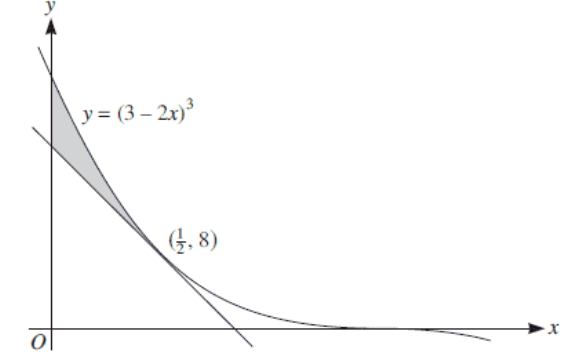 y
y = (3 – 2x)³
(½, 8)
O
x